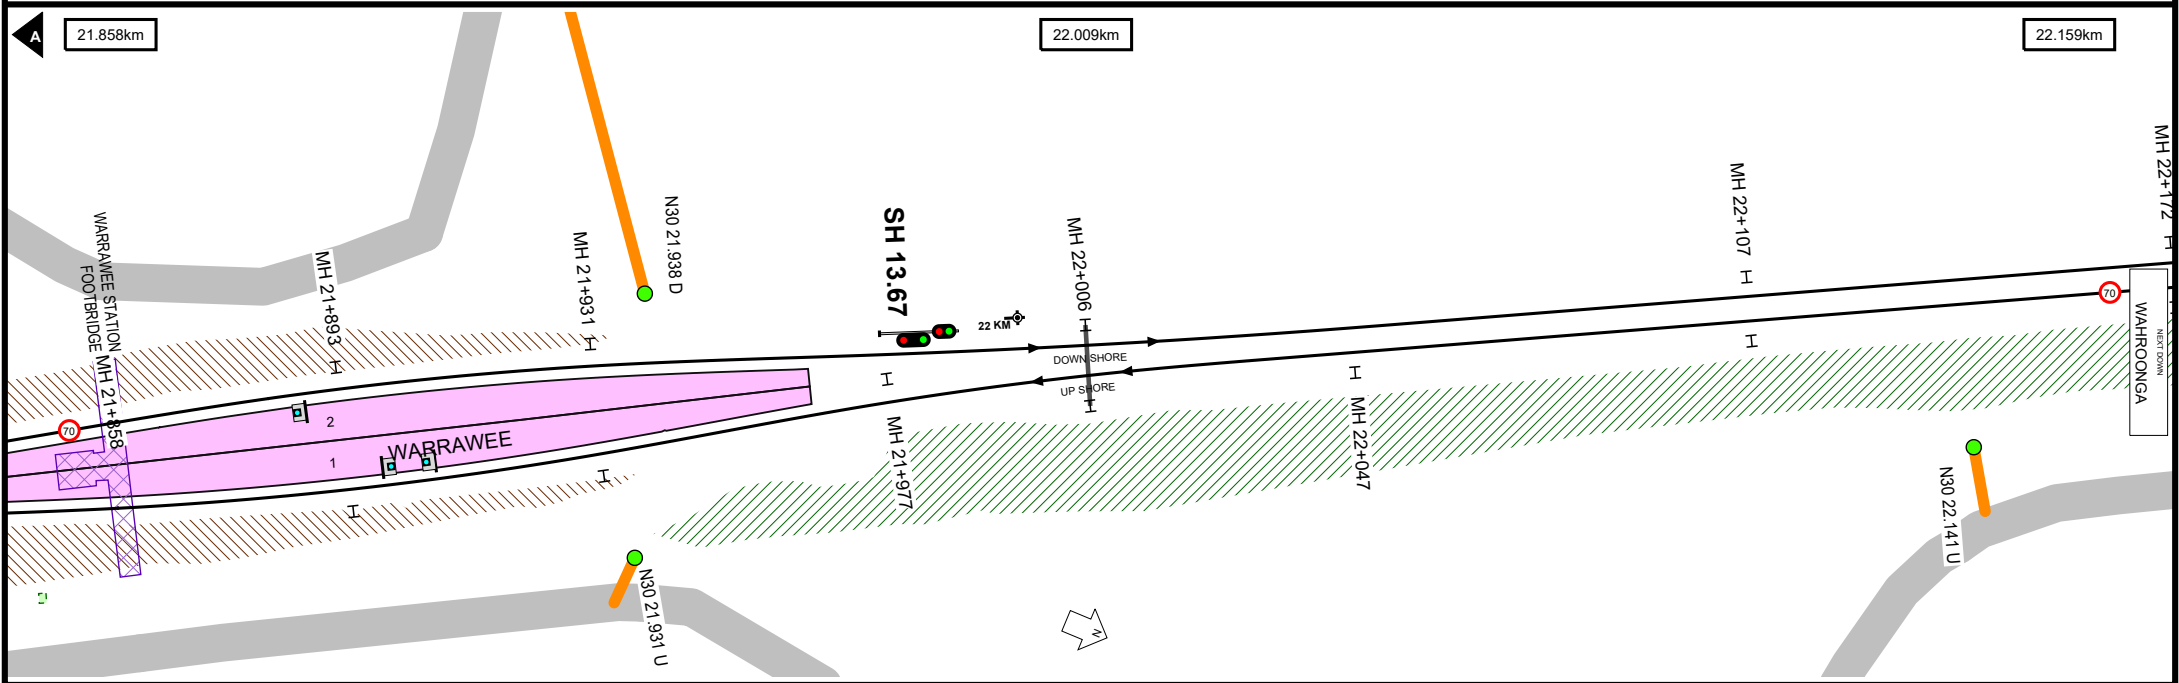 A
21.858km
22.009km
22.159km
WARRAWEE STATION
FOOTBRIDGE
MH 21+858
MH 21+893
MH 21+931
N30 21.938 D
SH 13.67
22 KM
MH 22+006
MH 22+107
MH 22+172
DOWN SHORE
UP SHORE
70
2
1
WARRAWEE
MH 21+977
MH 22+047
70
WAHROONGA
NEXT DOWN
N30 21.931 U
N30 22.141 U
N